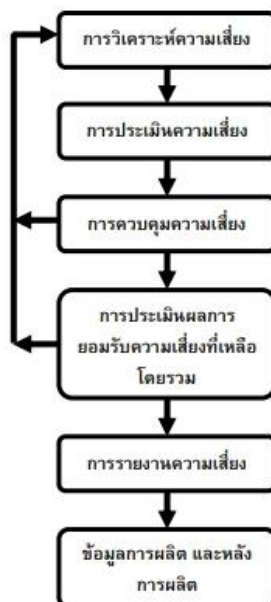 การวิเคราะห์ความเสี่ยง
การประเมินความเสี่ยง
การควบคุมความเสี่ยง
การประเมินผลการ
ยอมรับความเสี่ยงที่เหลือ
โดยรวม
การรายงานความเสี่ยง
ข้อมูลการผลิต และหลัง
การผลิต